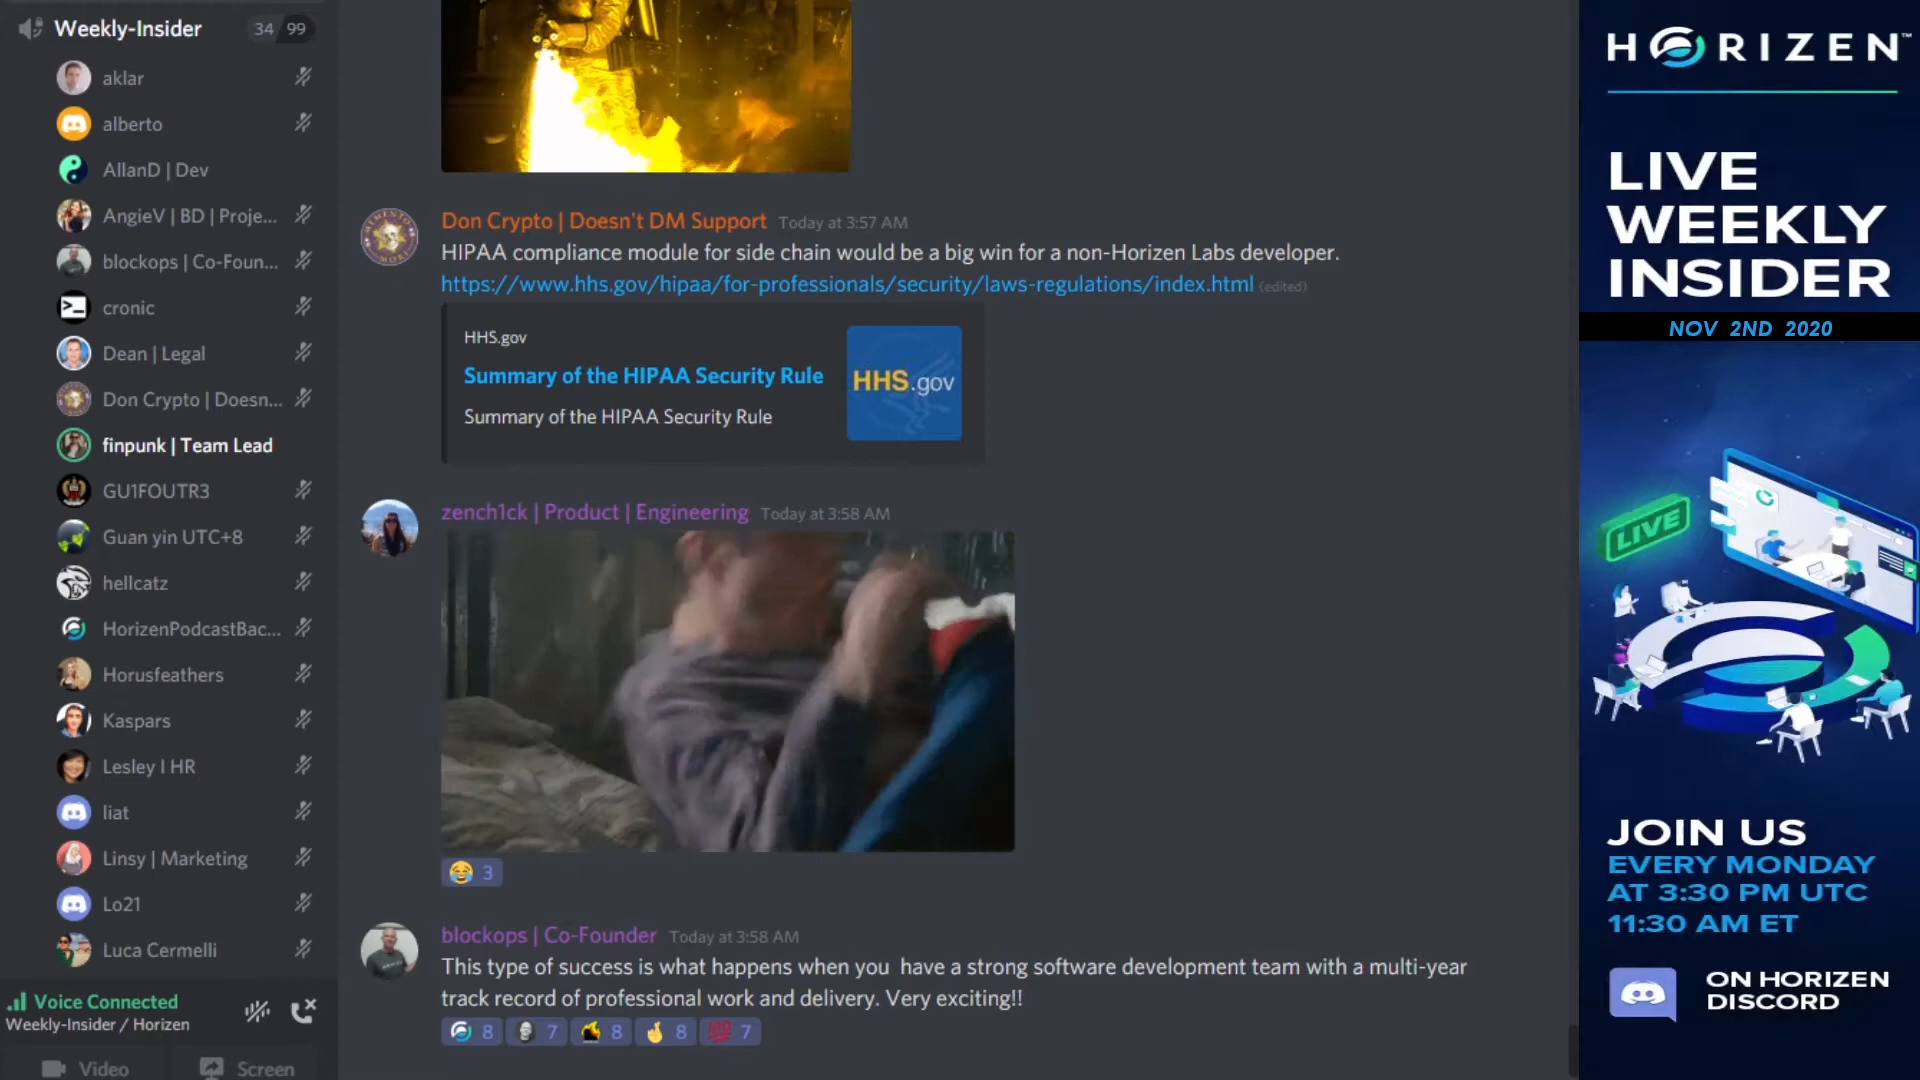 Weekly-Insider 34 99
aklar
alberto
AllanD | Dev
AngieV | BD | Proje...
blockops | Co-Foun...
cronic
Dean | Legal
Don Crypto | Doesn...
finpunk | Team Lead
GU1FOUTR3
Guan yin UTC+8
hellcatz
HorizenPodcastBac...
Horusfeathers
Kaspars
Lesley I HR
liat
Linsy | Marketing
Lo21
Luca Cermelli
Voice Connected
Weekly-Insider / Horizen
Video Screen
Don Crypto | Doesn't DM Support Today at 3:57 AM
HIPAA compliance module for side chain would be a big win for a non-Horizen Labs developer.
https://www.hhs.gov/hipaa/for-professionals/security/laws-regulations/index.html (edited)
HHS.gov
Summary of the HIPAA Security Rule
Summary of the HIPAA Security Rule
HHS.gov
zench1ck | Product | Engineering Today at 3:58 AM
3
blockops | Co-Founder Today at 3:58 AM
This type of success is what happens when you have a strong software development team with a multi-year
track record of professional work and delivery. Very exciting!!
8 7 8 8 7
HORIZEN™
LIVE
WEEKLY
INSIDER
NOV 2ND 2020
LIVE
JOIN US
EVERY MONDAY
AT 3:30 PM UTC
11:30 AM ET
ON HORIZEN
DISCORD